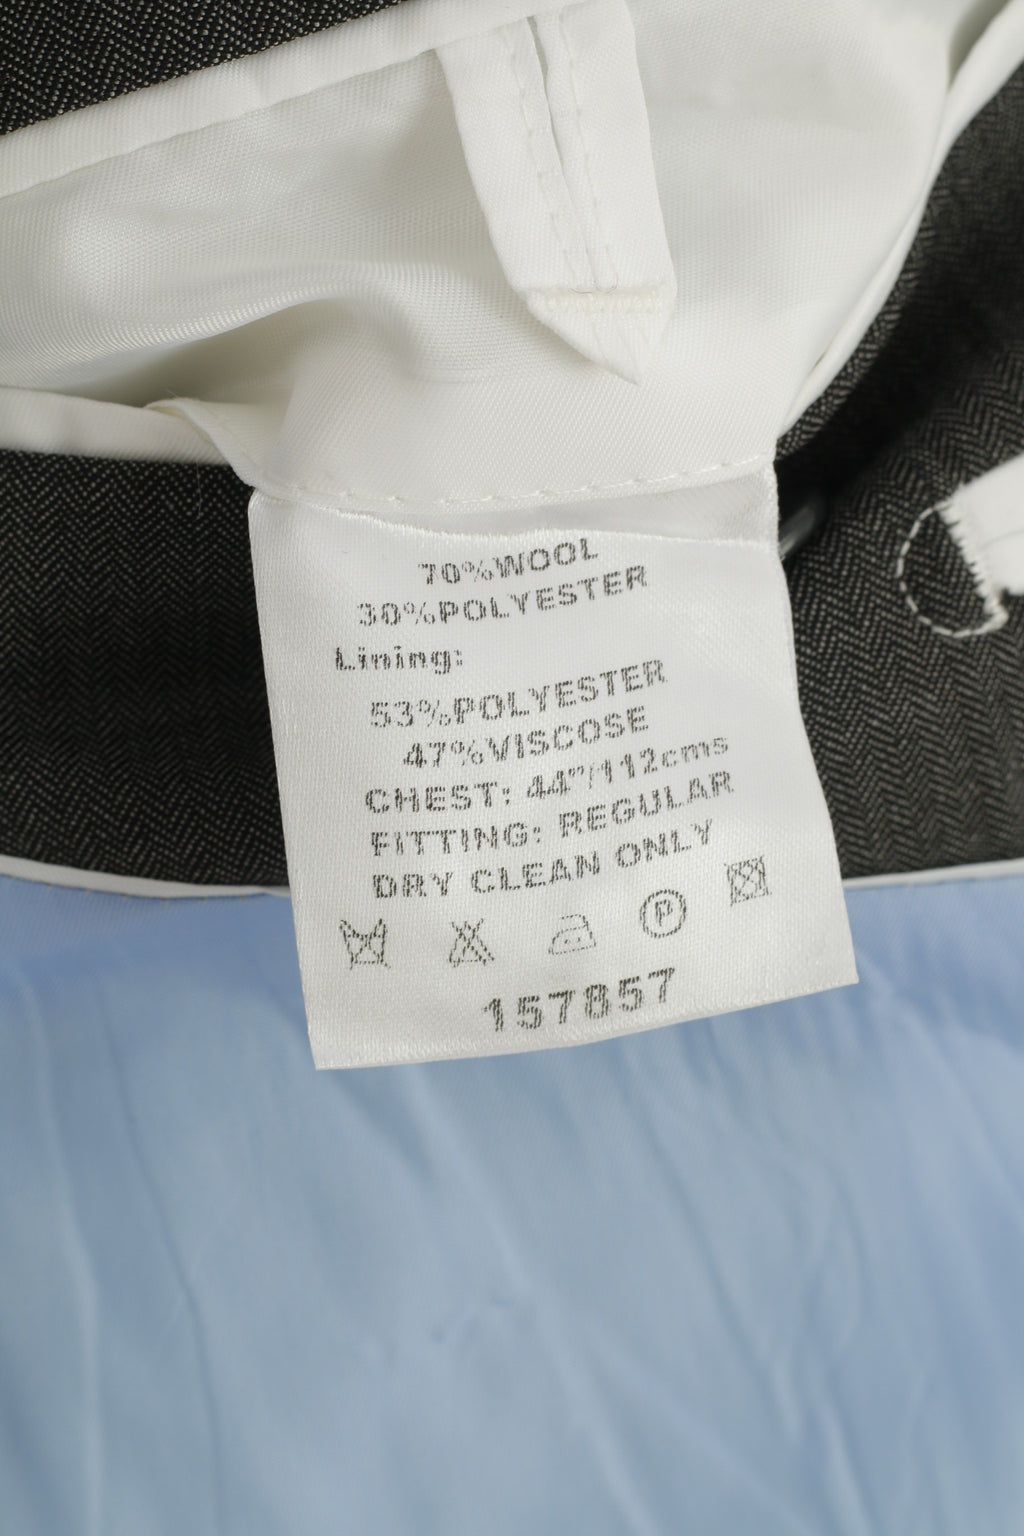 70%WOOL
30%POLYESTER
Lining:
53%POLYESTER
47%VISCOSE
CHEST: 44"/112cms
FITTING: REGULAR
DRY CLEAN ONLY
P
157857